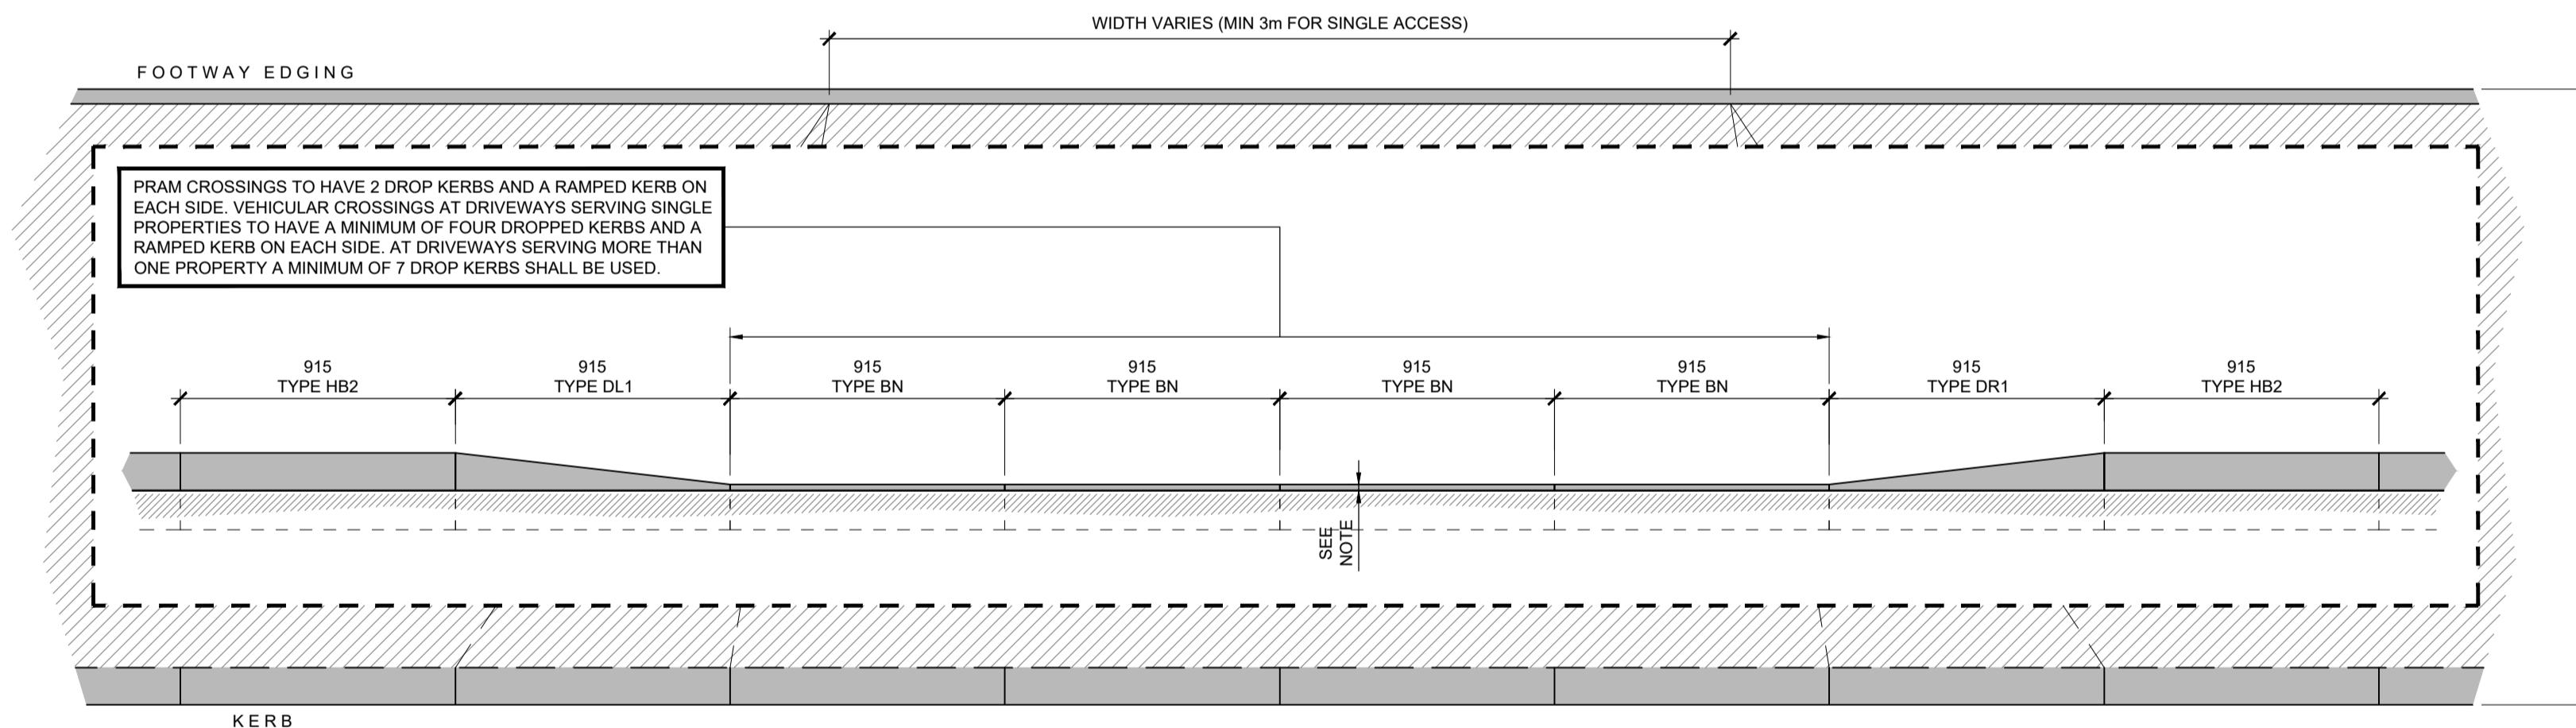 WIDTH VARIES (MIN 3m FOR SINGLE ACCESS)
FOOTWAY EDGING
PRAM CROSSINGS TO HAVE 2 DROP KERBS AND A RAMPED KERB ON
EACH SIDE. VEHICULAR CROSSINGS AT DRIVEWAYS SERVING SINGLE
PROPERTIES TO HAVE A MINIMUM OF FOUR DROPPED KERBS AND A
RAMPED KERB ON EACH SIDE. AT DRIVEWAYS SERVING MORE THAN
ONE PROPERTY A MINIMUM OF 7 DROP KERBS SHALL BE USED.
915
TYPE HB2
915
TYPE DL1
915
TYPE BN
915
TYPE BN
915
TYPE BN
915
TYPE BN
915
TYPE DR1
915
TYPE HB2
SEE
NOTE
KERB